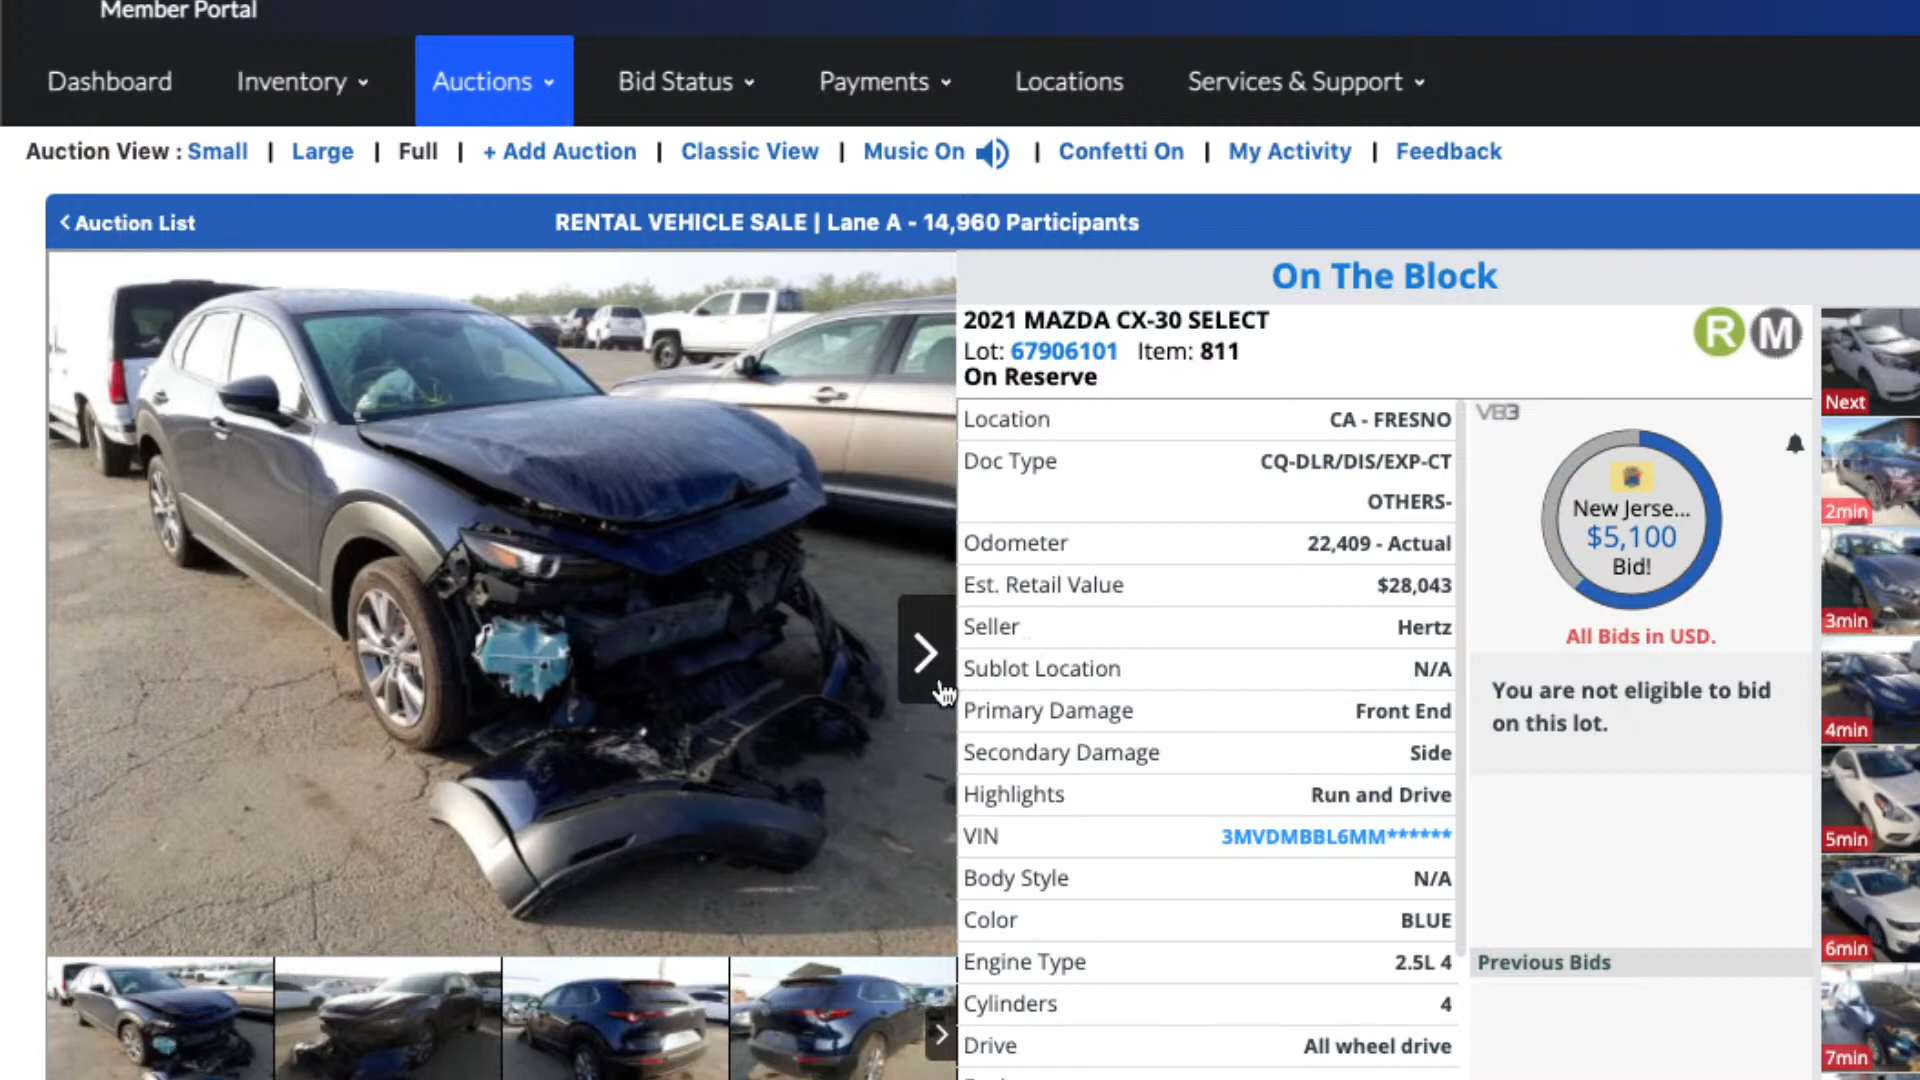 Member Portal
Dashboard Inventory Auctions Bid Status Payments Locations Services & Support
Auction View : Small | Large | Full | + Add Auction | Classic View | Music On | Confetti On | My Activity | Feedback
Auction List RENTAL VEHICLE SALE | Lane A - 14,960 Participants
On The Block
2021 MAZDA CX-30 SELECT
Lot: 67906101 Item: 811
On Reserve
R M
Location CA - FRESNO
Doc Type CQ-DLR/DIS/EXP-CT
OTHERS-
Odometer 22,409 - Actual
Est. Retail Value $28,043
Seller Hertz
Sublot Location N/A
Primary Damage Front End
Secondary Damage Side
Highlights Run and Drive
VIN 3MVDMBBL6MM******
Body Style N/A
Color BLUE
Engine Type 2.5L 4
Cylinders 4
Drive All wheel drive
VB3
New Jerse...
$5,100
Bid!
All Bids in USD.
You are not eligible to bid
on this lot.
Previous Bids
Next
2min
3min
4min
5min
6min
7min